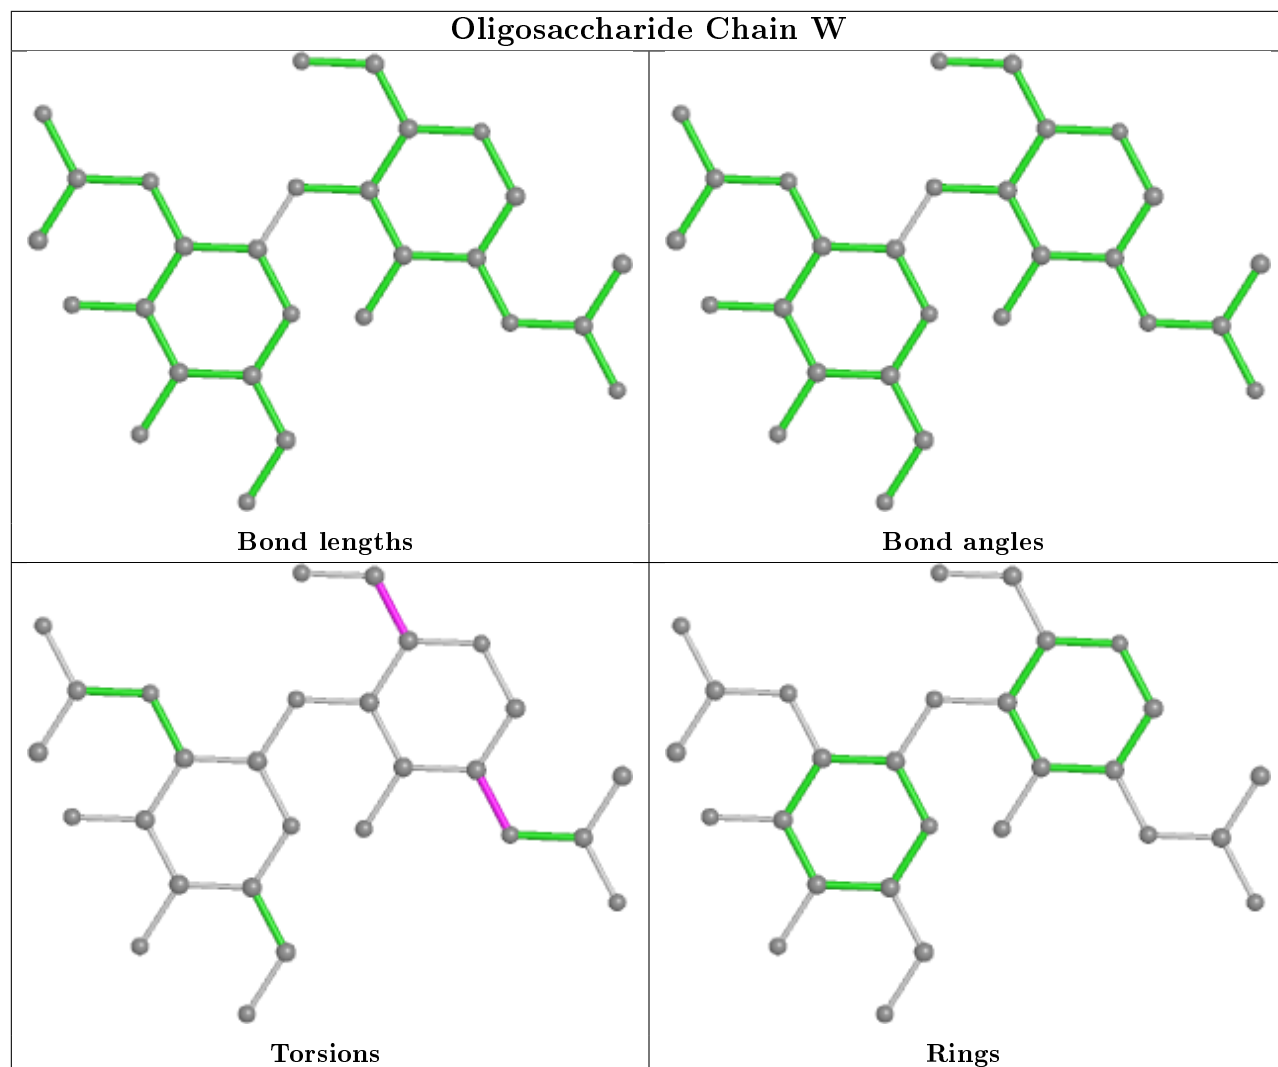 Oligosaccharide Chain W
Bond lengths
Bond angles
Torsions
Rings